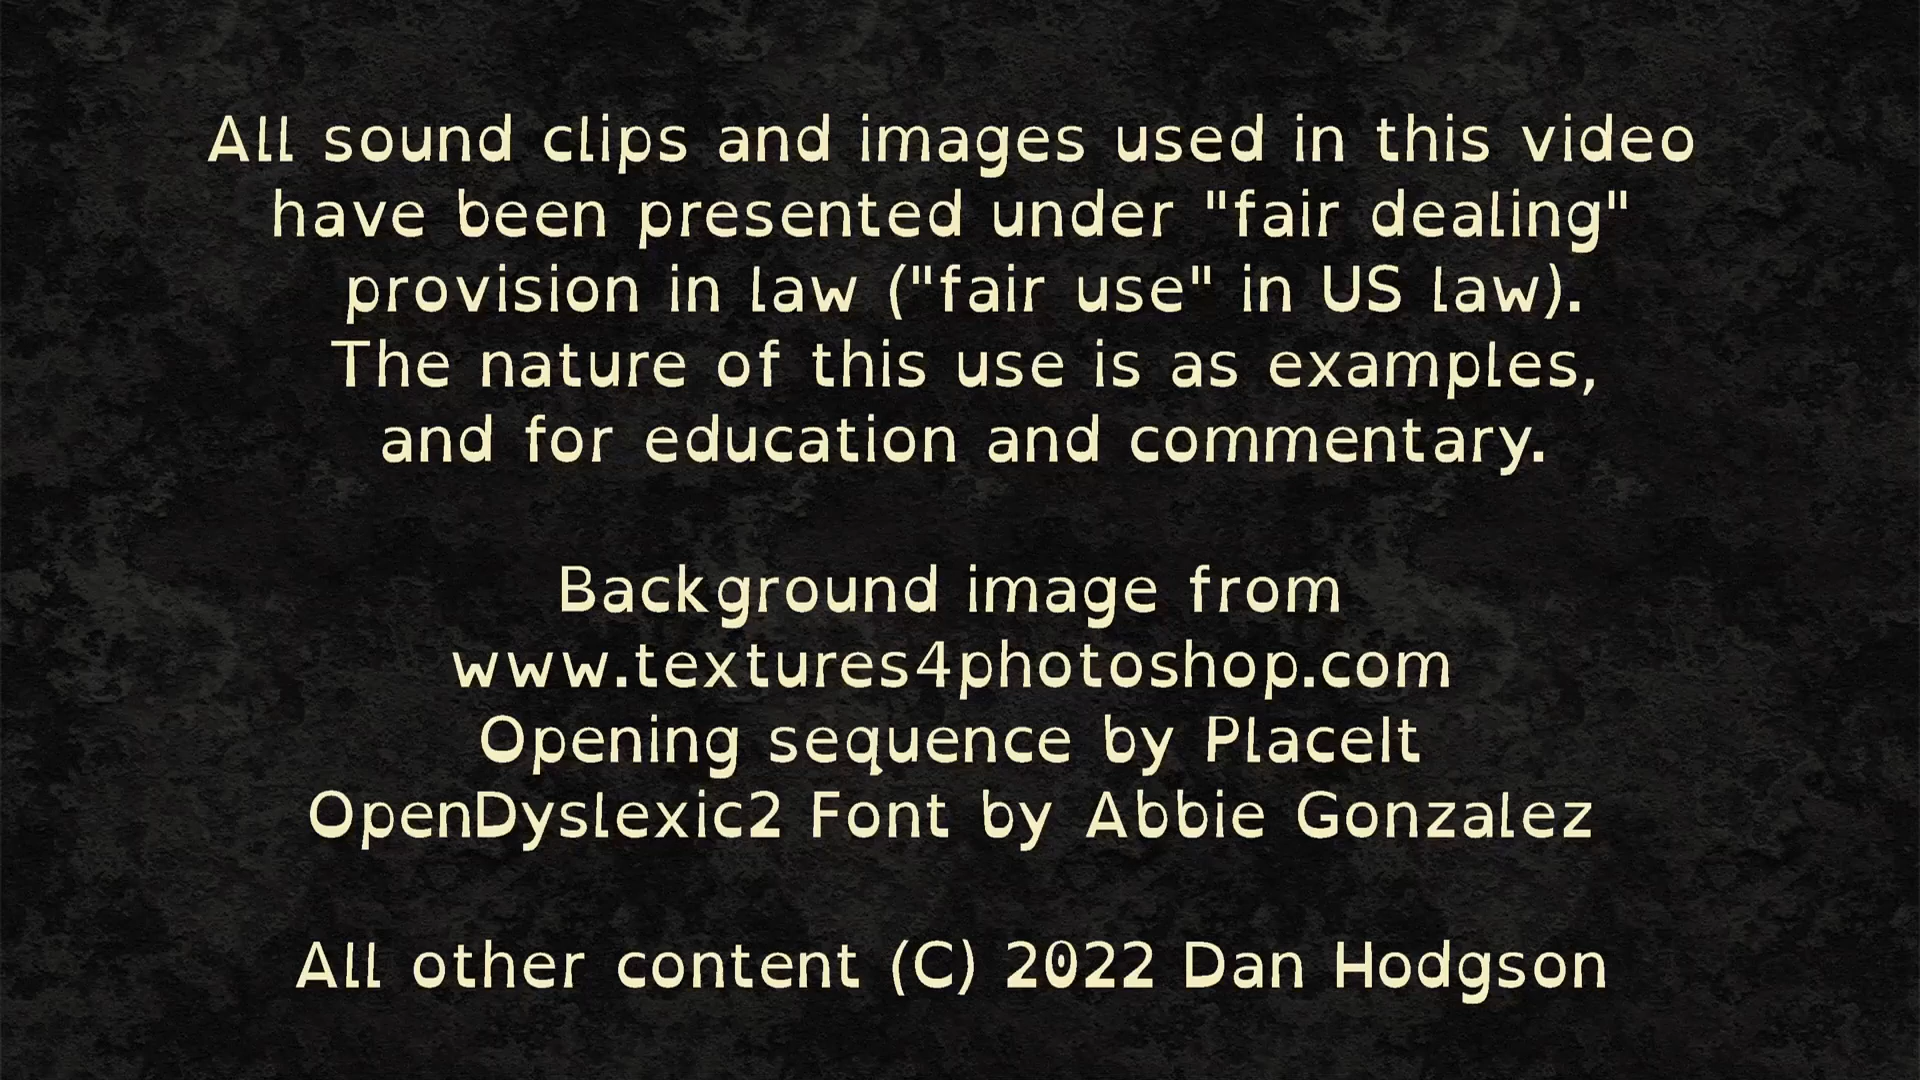 All sound clips and images used in this video
have been presented under "fair dealing"
provision in law ("fair use" in US law).
The nature of this use is as examples,
and for education and commentary.
Background image from
www.textures4photoshop.com
Opening sequence by PlaceIt
OpenDyslexic2 Font by Abbie Gonzalez
All other content (C) 2022 Dan Hodgson